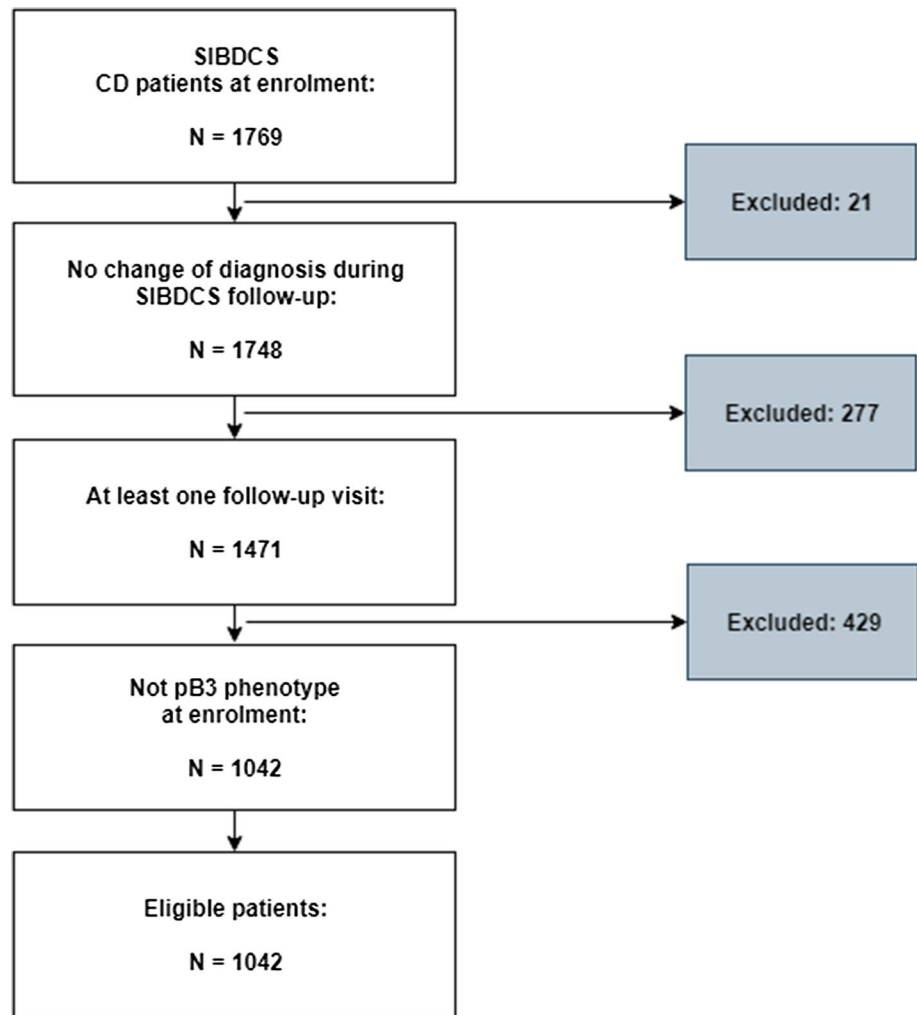 SIBDCS
CD patients at enrolment:
N = 1769
Excluded: 21
No change of diagnosis during
SIBDCS follow-up:
N = 1748
Excluded: 277
At least one follow-up visit:
N = 1471
Excluded: 429
Not pB3 phenotype
at enrolment:
N = 1042
Eligible patients:
N = 1042